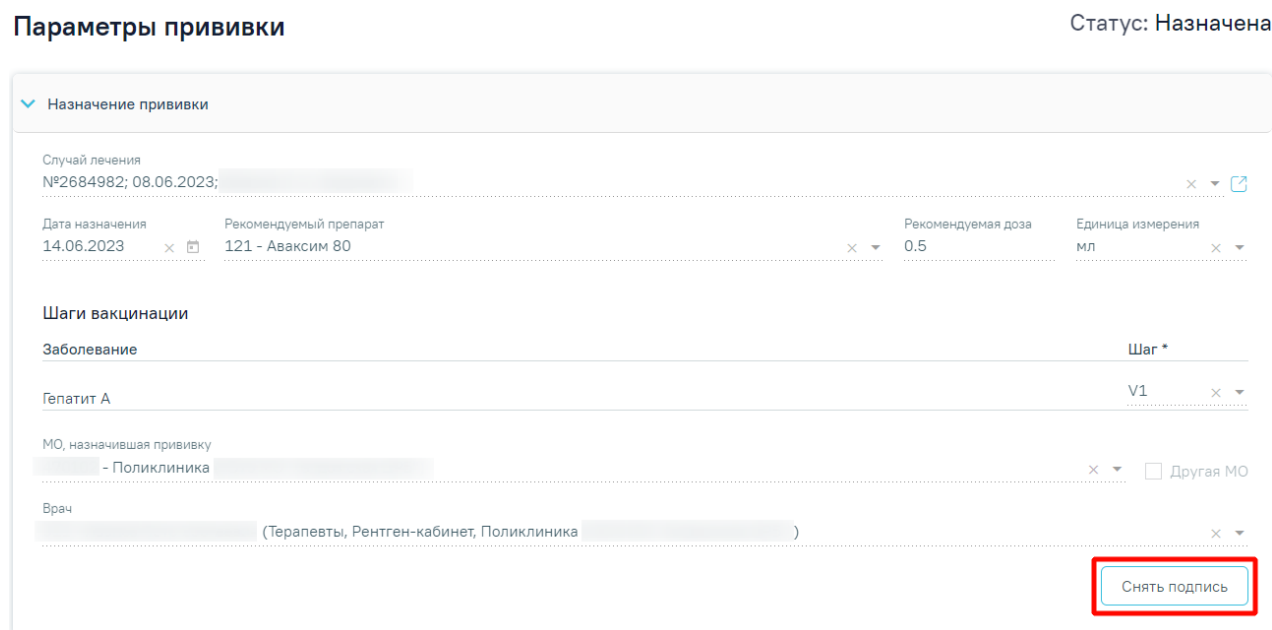 Параметры прививки
Статус: Назначена
Назначение прививки
Случай лечения
№2684982; 08.06.2023;
Дата назначения Рекомендуемый препарат Рекомендуемая доза Единица измерения
14.06.2023 121 - Аваксим 80 0.5 мл
Шаги вакцинации
Заболевание Шаг *
Гепатит А V1
МО, назначившая прививку
- Поликлиника Другая МО
Врач
(Терапевты, Рентген-кабинет, Поликлиника )
Снять подпись